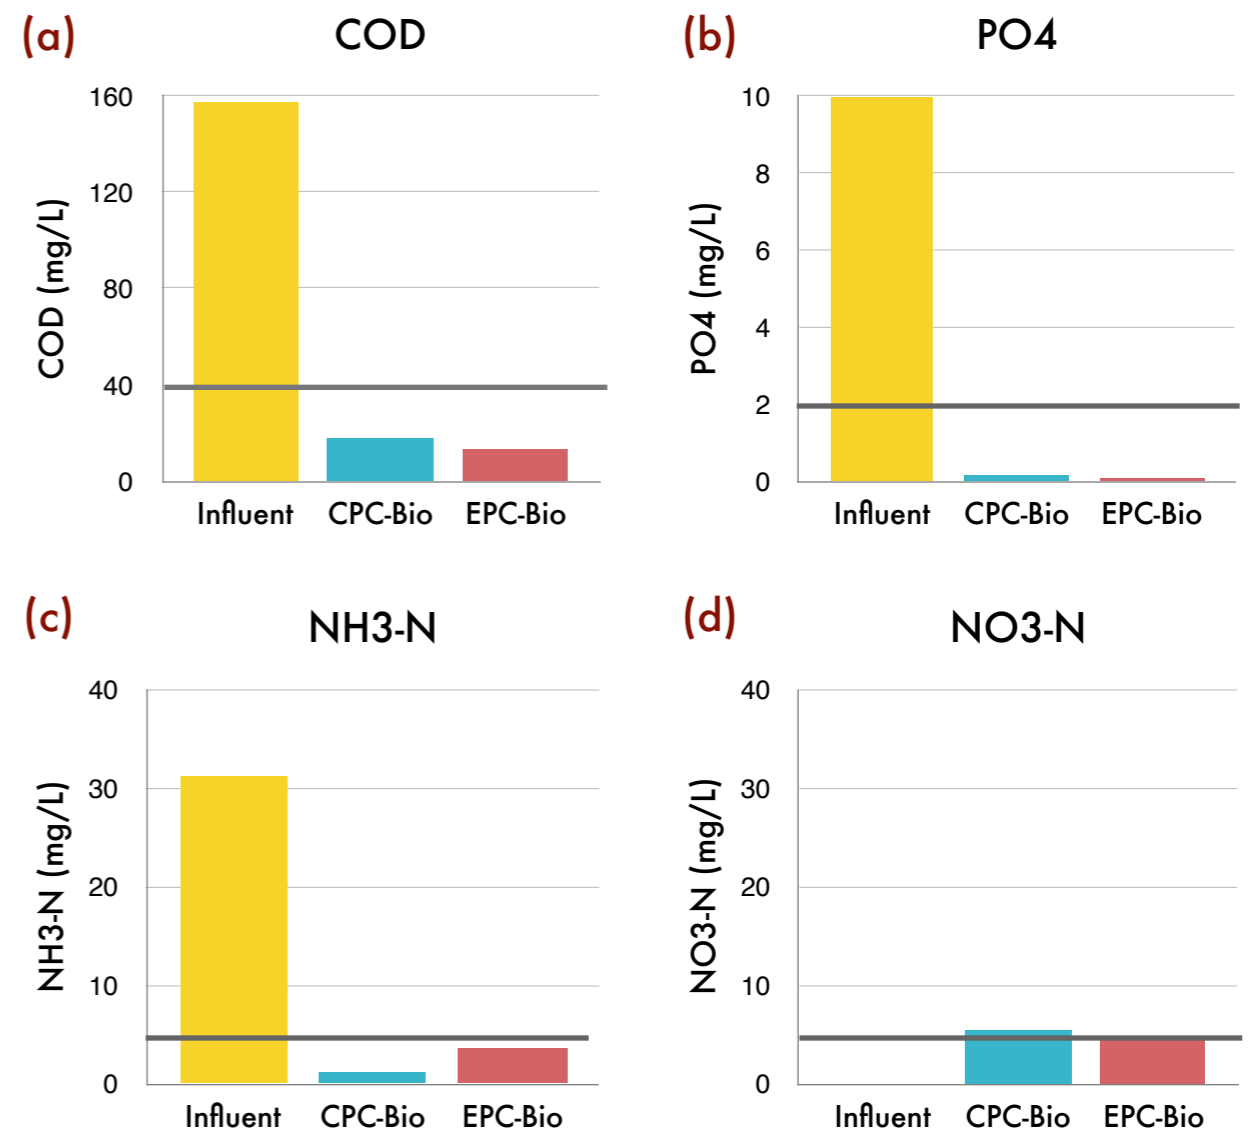 (a)
COD
COD (mg/L)
160
120
80
40
0
Influent CPC-Bio EPC-Bio
(b)
PO4
PO4 (mg/L)
10
8
6
4
2
0
Influent CPC-Bio EPC-Bio
(c)
NH3-N
NH3-N (mg/L)
40
30
20
10
0
Influent CPC-Bio EPC-Bio
(d)
NO3-N
NO3-N (mg/L)
40
30
20
10
0
Influent CPC-Bio EPC-Bio